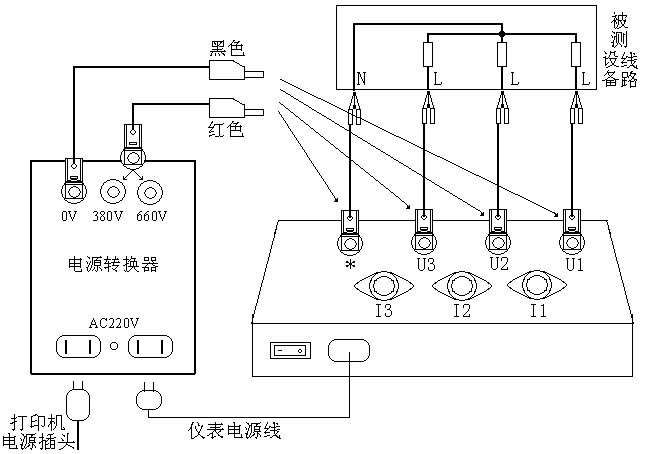 黑色
红色
被测设备
线路
N L L L
0V 380V 660V
电源转换器
AC220V
* U3 U2 U1
I3 I2 I1
打印机
电源插头
仪表电源线